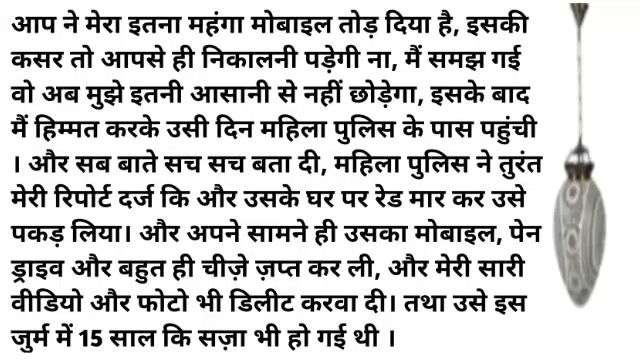 आप ने मेरा इतना महंगा मोबाइल तोड़ दिया है, इसकी
कसर तो आपसे ही निकालनी पड़ेगी ना, मैं समझ गई
वो अब मुझे इतनी आसानी से नहीं छोड़ेगा, इसके बाद
मैं हिम्मत करके उसी दिन महिला पुलिस के पास पहुंची
। और सब बाते सच सच बता दी, महिला पुलिस ने तुरंत
मेरी रिपोर्ट दर्ज कि और उसके घर पर रेड मार कर उसे
पकड़ लिया। और अपने सामने ही उसका मोबाइल, पेन
ड्राइव और बहुत ही चीज़े ज़प्त कर ली, और मेरी सारी
वीडियो और फोटो भी डिलीट करवा दी। तथा उसे इस
जुर्म में 15 साल कि सज़ा भी हो गई थी ।